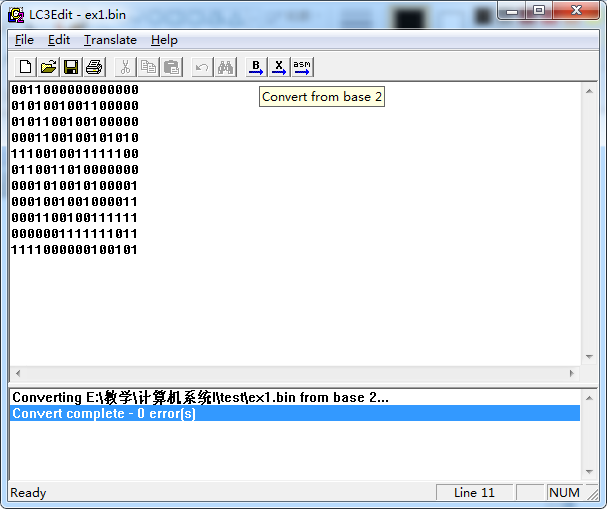 LC3Edit - ex1.bin
File Edit Translate Help
B X asm
Convert from base 2
0011000000000000
0101001001100000
0101100100100000
0001100100101010
1110010011111100
0110011010000000
0001010010100001
0001001001000011
0001100100111111
0000001111111011
1111000000100101
Converting E:\教学\计算机系统I\test\ex1.bin from base 2...
Convert complete - 0 error(s)
Ready Line 11 NUM